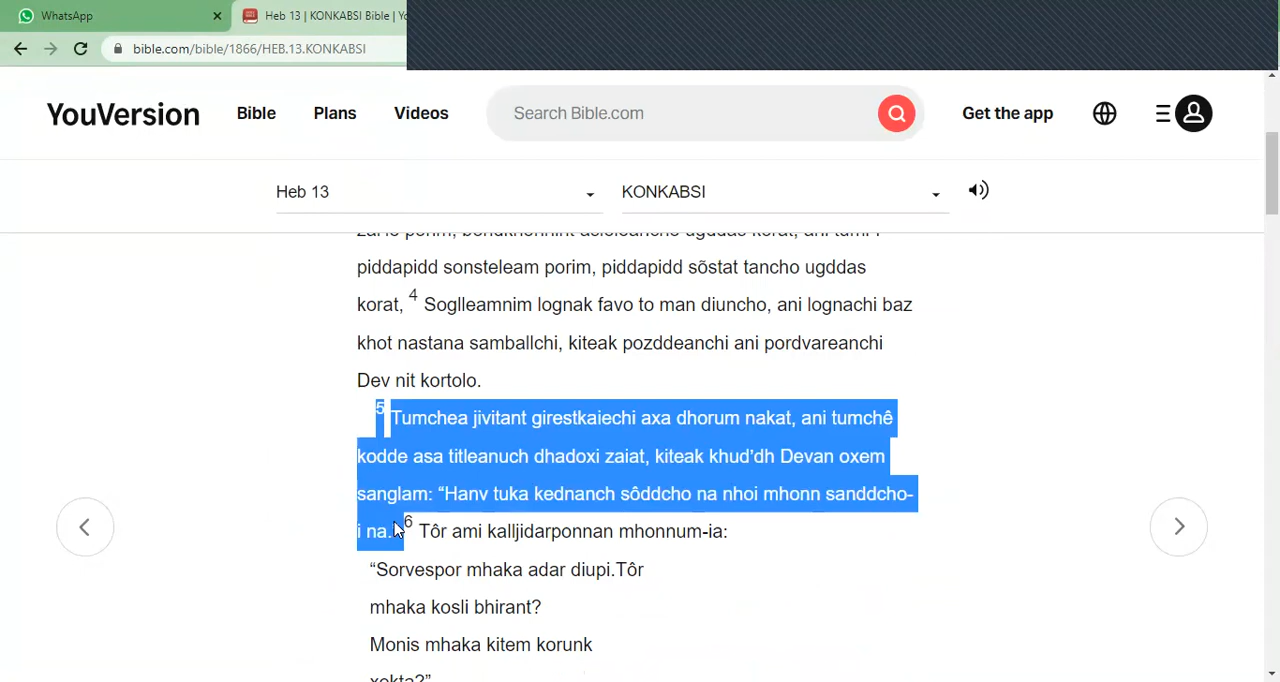 WhatsApp
Heb 13 | KONKABSI Bible | Yo
bible.com/bible/1866/HEB.13.KONKABSI
YouVersion Bible Plans Videos Search Bible.com Get the app
Heb 13 KONKABSI
piddapidd sonsteleam porim, piddapidd sõstat tancho ugddas
korat, 4 Soglleamnim lognak favo to man diuncho, ani lognachi baz
khot nastana samballchi, kiteak pozddeanchi ani pordvareanchi
Dev nit kortolo.
5 Tumchea jivitant girestkaiechi axa dhorum nakat, ani tumchê
kodde asa titleanuch dhadoxi zaiat, kiteak khud’dh Devan oxem
sanglam: “Hanv tuka kednanch sôddcho na nhoi mhonn sanddcho-
i na. 6 Tôr ami kalljidarponnan mhonnum-ia:
“Sorvespor mhaka adar diupi.Tôr
mhaka kosli bhirant?
Monis mhaka kitem korunk
xokta?”